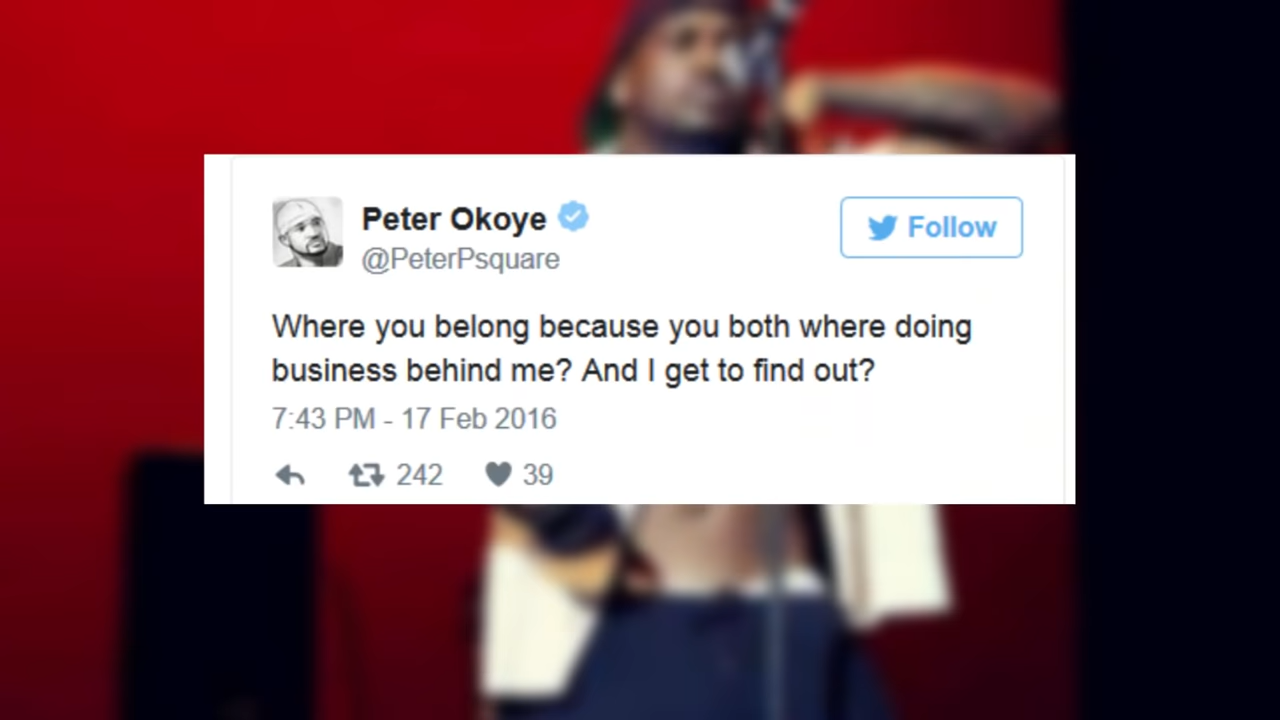 Peter Okoye
@PeterPsquare
Follow
Where you belong because you both where doing
business behind me? And I get to find out?
7:43 PM - 17 Feb 2016
242 39